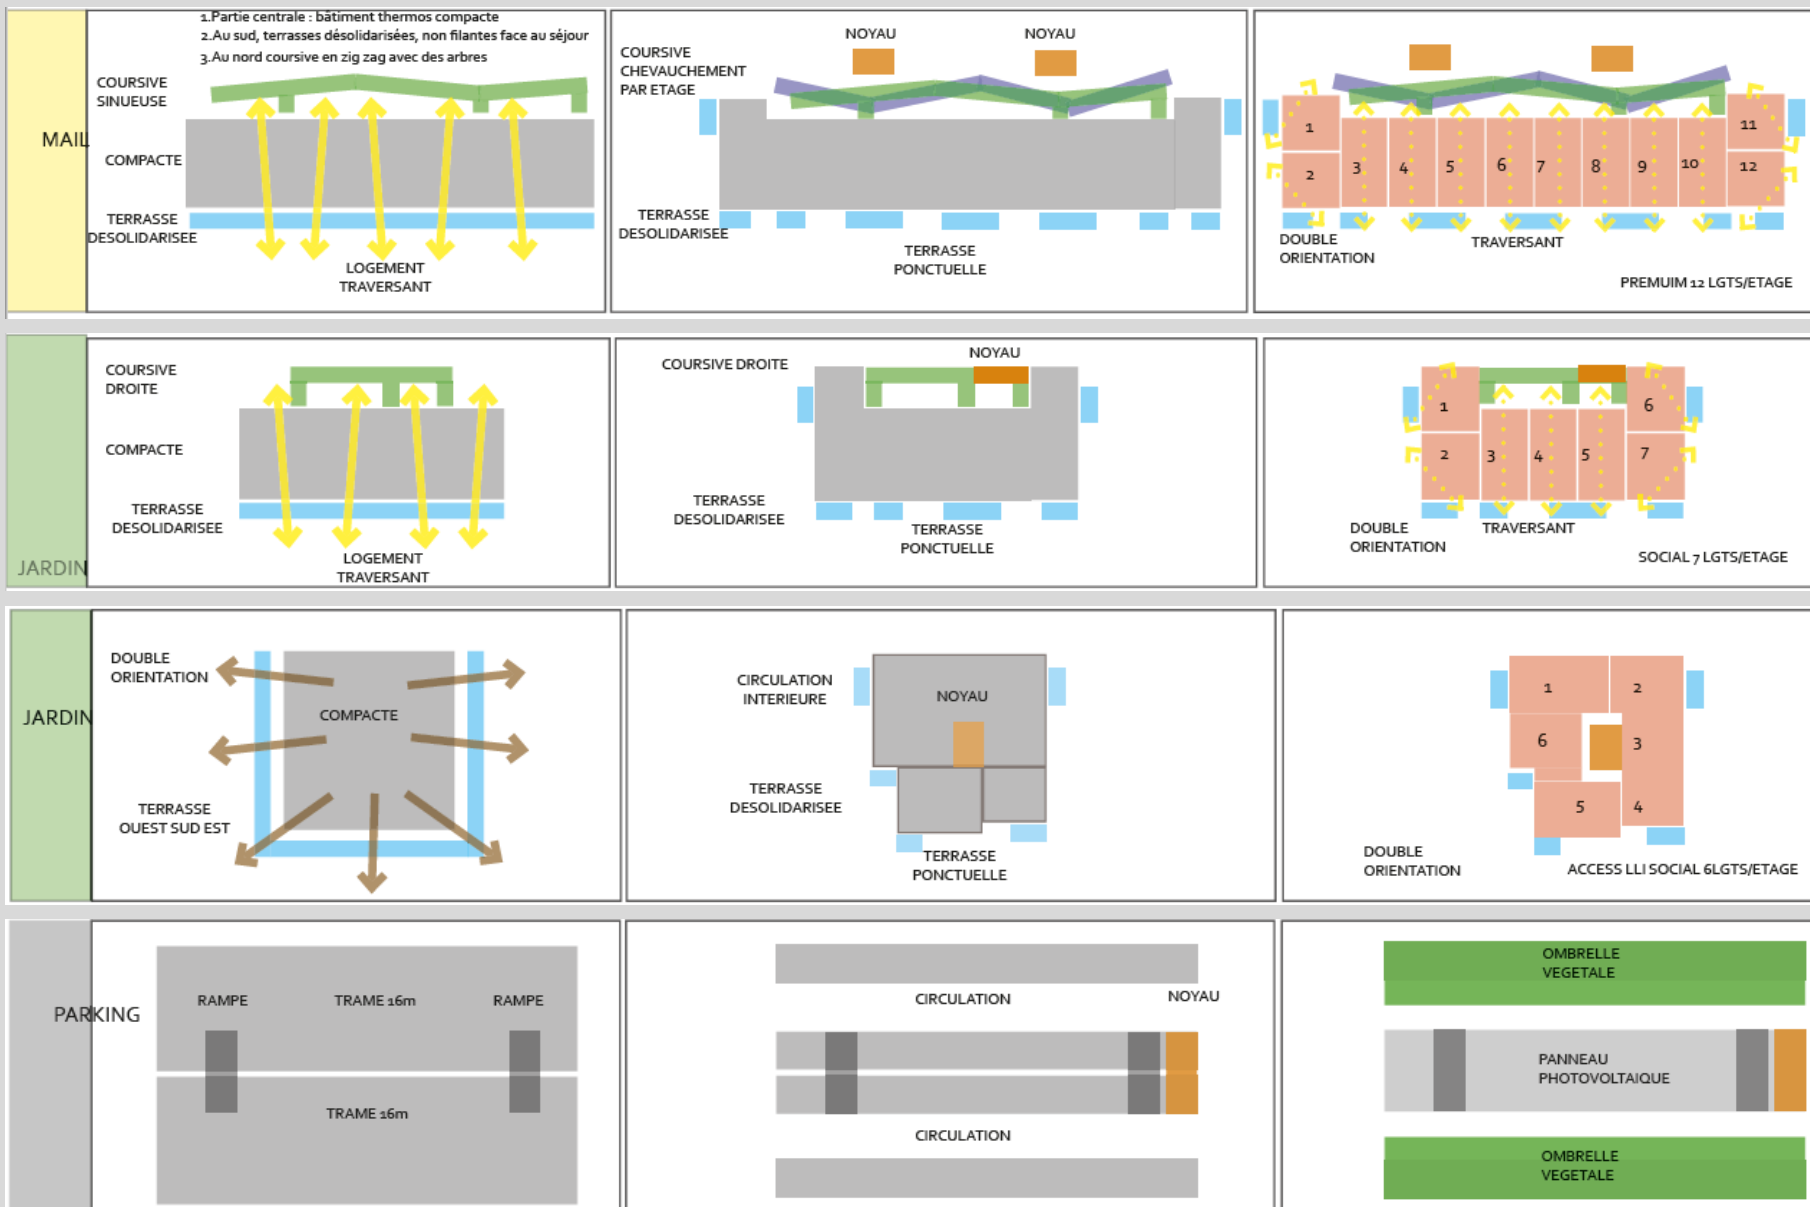 MAIL
1.Partie centrale : bâtiment thermos compacte
2.Au sud, terrasses désolidarisées, non filantes face au séjour
3.Au nord coursive en zig zag avec des arbres
COURSIVE
SINUEUSE
COMPACTE
TERRASSE
DESOLIDARISEE
LOGEMENT
TRAVERSANT
COURSIVE
CHEVAUCHEMENT
PAR ETAGE
NOYAU
NOYAU
TERRASSE
DESOLIDARISEE
TERRASSE
PONCTUELLE
1
2
3
4
5
6
7
8
9
10
11
12
DOUBLE
ORIENTATION
TRAVERSANT
PREMUIM 12 LGTS/ETAGE
JARDIN
COURSIVE
DROITE
COMPACTE
TERRASSE
DESOLIDARISEE
LOGEMENT
TRAVERSANT
COURSIVE DROITE
NOYAU
TERRASSE
DESOLIDARISEE
TERRASSE
PONCTUELLE
1
2
3
4
5
6
7
DOUBLE
ORIENTATION
TRAVERSANT
SOCIAL 7 LGTS/ETAGE
JARDIN
DOUBLE
ORIENTATION
COMPACTE
TERRASSE
OUEST SUD EST
CIRCULATION
INTERIEURE
NOYAU
TERRASSE
DESOLIDARISEE
TERRASSE
PONCTUELLE
1
2
6
3
5
4
DOUBLE
ORIENTATION
ACCESS LLI SOCIAL 6LGTS/ETAGE
PARKING
RAMPE
TRAME 16m
RAMPE
TRAME 16m
CIRCULATION
NOYAU
CIRCULATION
OMBRELLE
VEGETALE
PANNEAU
PHOTOVOLTAIQUE
OMBRELLE
VEGETALE